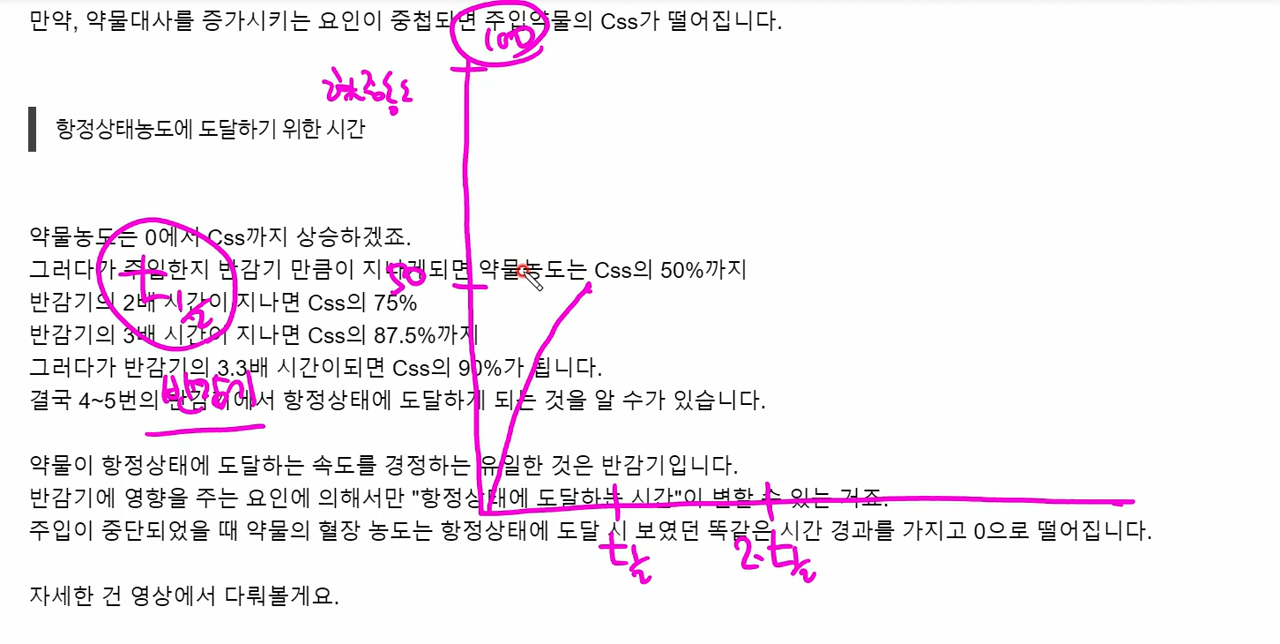 만약, 약물대사를 증가시키는 요인이 중첩되면 주입약물의 Css가 떨어집니다.
100
혈중농도
항정상태농도에 도달하기 위한 시간
약물농도는 0에서 Css까지 상승하겠죠.
그러다가 주입한지 반감기 만큼이 지나게되면 약물농도는 Css의 50%까지
50
t 1/2
반감기의 2배 시간이 지나면 Css의 75%
반감기의 3배 시간이 지나면 Css의 87.5%까지
그러다가 반감기의 3.3배 시간이되면 Css의 90%가 됩니다.
반감기
결국 4~5번의 반감기에서 항정상태에 도달하게 되는 것을 알 수가 있습니다.
약물이 항정상태에 도달하는 속도를 경정하는 유일한 것은 반감기입니다.
반감기에 영향을 주는 요인에 의해서만 "항정상태에 도달하는 시간"이 변할 수 있는 거죠.
주입이 중단되었을 때 약물의 혈장 농도는 항정상태에 도달 시 보였던 똑같은 시간 경과를 가지고 0으로 떨어집니다.
t½ 2·t½
자세한 건 영상에서 다뤄볼게요.